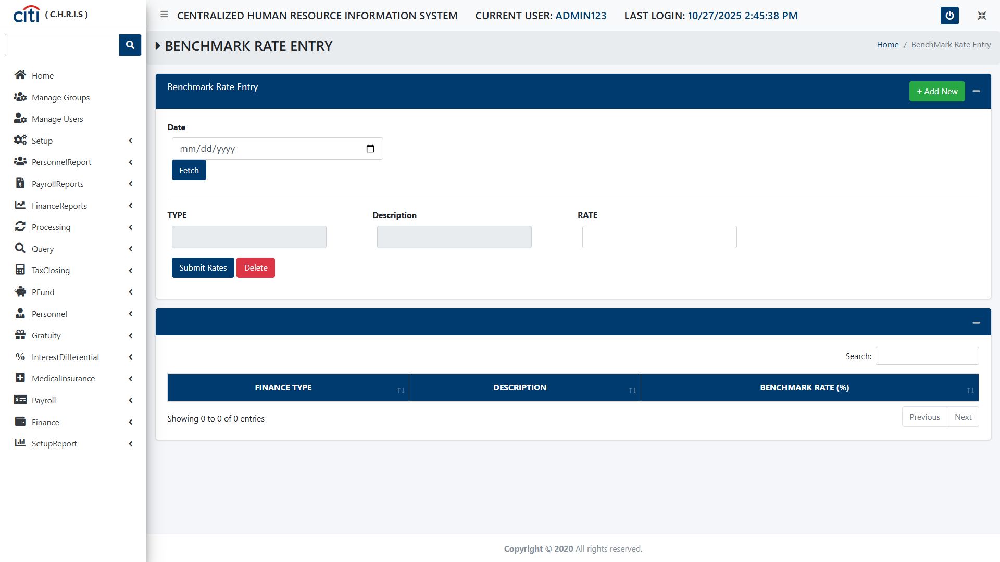 citi ( C.H.R.I.S )
CENTRALIZED HUMAN RESOURCE INFORMATION SYSTEM CURRENT USER: ADMIN123 LAST LOGIN: 10/27/2025 2:45:38 PM
BENCHMARK RATE ENTRY
Home / BenchMark Rate Entry
Home
Manage Groups
Manage Users
Setup
PersonnelReport
PayrollReports
FinanceReports
Processing
Query
TaxClosing
PFund
Personnel
Gratuity
InterestDifferential
MedicalInsurance
Payroll
Finance
SetupReport
Benchmark Rate Entry
+ Add New
Date
mm/dd/yyyy
Fetch
TYPE Description RATE
Submit Rates Delete
Search:
FINANCE TYPE DESCRIPTION BENCHMARK RATE (%)
Showing 0 to 0 of 0 entries
Previous Next
Copyright © 2020 All rights reserved.